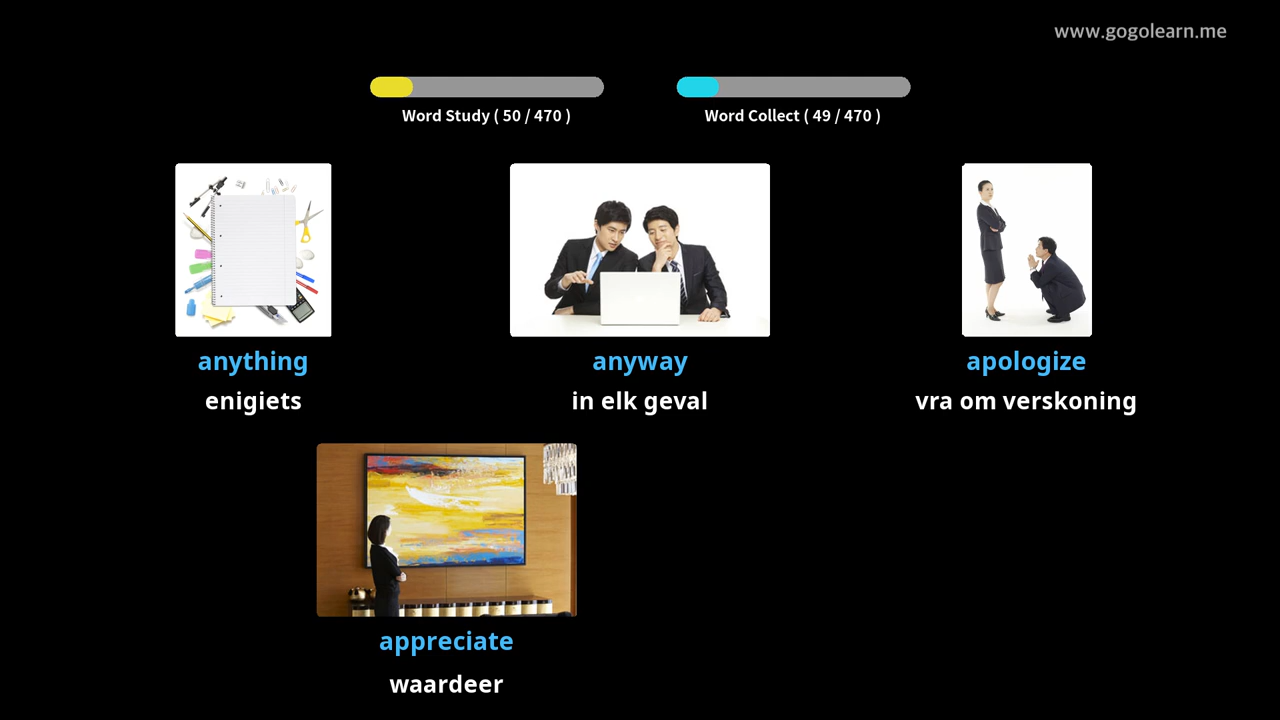 www.gogolearn.me
Word Study ( 50 / 470 )
Word Collect ( 49 / 470 )
anything
enigiets
anyway
in elk geval
apologize
vra om verskoning
appreciate
waardeer